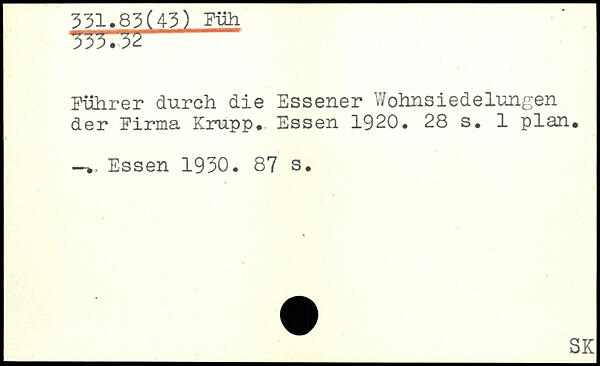 331.83(43) Füh
333.32
Führer durch die Essener Wohnsiedelungen
der Firma Krupp. Essen 1920. 28 s. 1 plan.
—. Essen 1930. 87 s.
SK